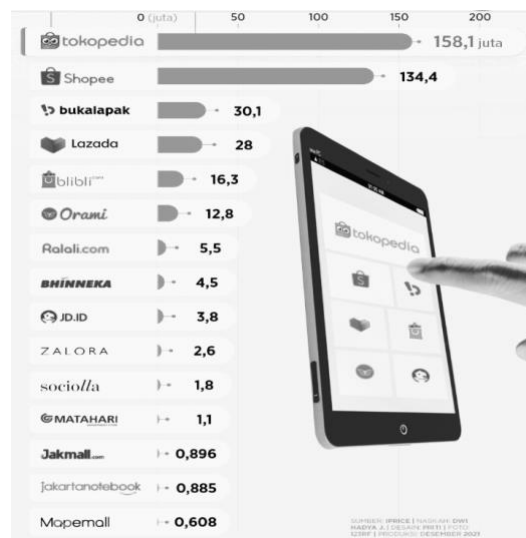 0 (juta) 50 100 150 200
tokopedia 158,1 juta
Shopee 134,4
bukalapak 30,1
Lazada 28
blibli.com 16,3
Orami 12,8
Ralali.com 5,5
BHINNEKA 4,5
JD.ID 3,8
ZALORA 2,6
sociolla 1,8
MATAHARI 1,1
Jakmall.com 0,896
jakartanotebook 0,885
Mapemall 0,608
tokopedia
SUMBER: IPRICE | NASKAH: DWI
HADYA J. | DESAIN: PRITI | FOTO:
123RF | PRODUKSI: DESEMBER 2021